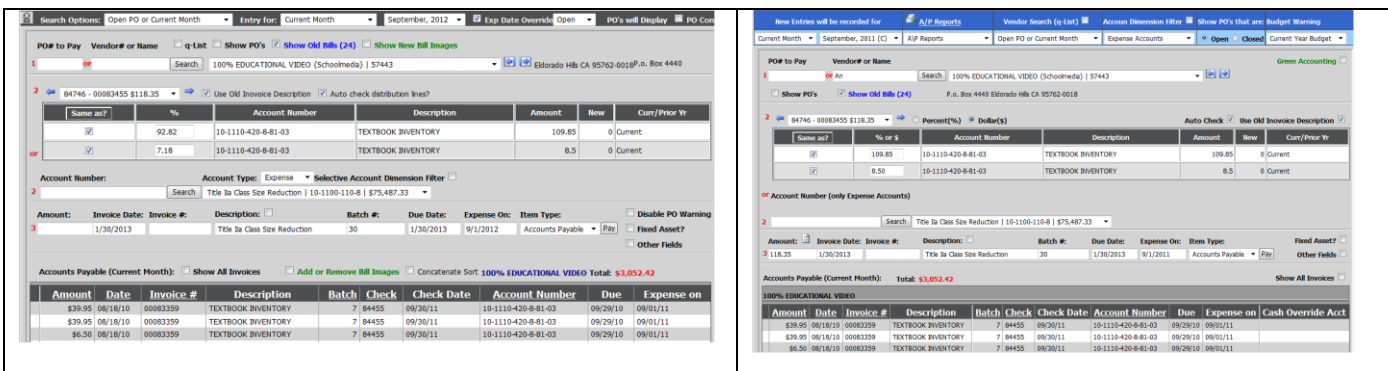 Search Options: Open PO or Current Month Entry for: Current Month September, 2012 Exp Date Override Open PO's will Display PO Con
PO# to Pay Vendor# or Name q-List Show PO's Show Old Bills (24) Show New Bill Images
1 or Search 100% EDUCATIONAL VIDEO {Schoolmeda} | 57443 Eldorado Hills CA 95762-0018 P.o. Box 4440
2 84746 - 00083455 $118.35 Use Old Inovoice Description Auto check distribution lines?
Same as? % Account Number Description Amount New Curr/Prior Yr
92.82 10-1110-420-8-81-03 TEXTBOOK INVENTORY 109.85 0 Current
or 7.18 10-1110-420-8-81-03 TEXTBOOK INVENTORY 8.5 0 Current
Account Number: Account Type: Expense Selective Account Dimension Filter
2 Search Title Iia Class Size Reduction | 10-1100-110-8 | $75,487.33
Amount: Invoice Date: Invoice #: Description: Batch #: Due Date: Expense On: Item Type: Disable PO Warning
3 1/30/2013 Title Iia Class Size Reduction 30 1/30/2013 9/1/2012 Accounts Payable Pay Fixed Asset?
Other Fields
Accounts Payable (Current Month): Show All Invoices Add or Remove Bill Images Concatenate Sort 100% EDUCATIONAL VIDEO Total: $3,052.42
Amount Date Invoice # Description Batch Check Check Date Account Number Due Expense on
$39.95 08/18/10 00083359 TEXTBOOK INVENTORY 7 84455 09/30/11 10-1110-420-8-81-03 09/29/10 09/01/11
$39.95 08/18/10 00083359 TEXTBOOK INVENTORY 7 84455 09/30/11 10-1110-420-8-81-03 09/29/10 09/01/11
$6.50 08/18/10 00083359 TEXTBOOK INVENTORY 7 84455 09/30/11 10-1110-420-8-81-03 09/29/10 09/01/11
New Entries will be recorded for A/P Reports Vendor Search (q-List) Accoun Dimension Filter Show PO's that are: Budget Warning
Current Month September, 2011 (C) A\P Reports Open PO or Current Month Expense Accounts Open Closed Current Year Budget
PO# to Pay Vendor# or Name Green Accounting
1 or An Search 100% EDUCATIONAL VIDEO {Schoolmeda} | 57443
Show PO's Show Old Bills (24) P.o. Box 4440 Eldorado Hills CA 95762-0018
2 84746 - 00083455 $118.35 Percent(%) Dollar($) Auto Check Use Old Inovoice Description
Same as? % or $ Account Number Description Amount New Curr/Prior Yr
109.85 10-1110-420-8-81-03 TEXTBOOK INVENTORY 109.85 0 Current
8.50 10-1110-420-8-81-03 TEXTBOOK INVENTORY 8.5 0 Current
or Account Number (only Expense Accounts)
2 Search Title Iia Class Size Reduction | 10-1100-110-8 | $75,487.33
Amount: Invoice Date: Invoice #: Description: Batch #: Due Date: Expense On: Item Type: Fixed Asset?
3 118.35 1/30/2013 Title Iia Class Size Reduction 30 1/30/2013 9/1/2011 Accounts Payable Pay Other Fields
Accounts Payable (Current Month): Total: $3,052.42 Show All Invoices
100% EDUCATIONAL VIDEO
Amount Date Invoice # Description Batch Check Check Date Account Number Due Expense on Cash Override Acct
$39.95 08/18/10 00083359 TEXTBOOK INVENTORY 7 84455 09/30/11 10-1110-420-8-81-03 09/29/10 09/01/11
$39.95 08/18/10 00083359 TEXTBOOK INVENTORY 7 84455 09/30/11 10-1110-420-8-81-03 09/29/10 09/01/11
$6.50 08/18/10 00083359 TEXTBOOK INVENTORY 7 84455 09/30/11 10-1110-420-8-81-03 09/29/10 09/01/11